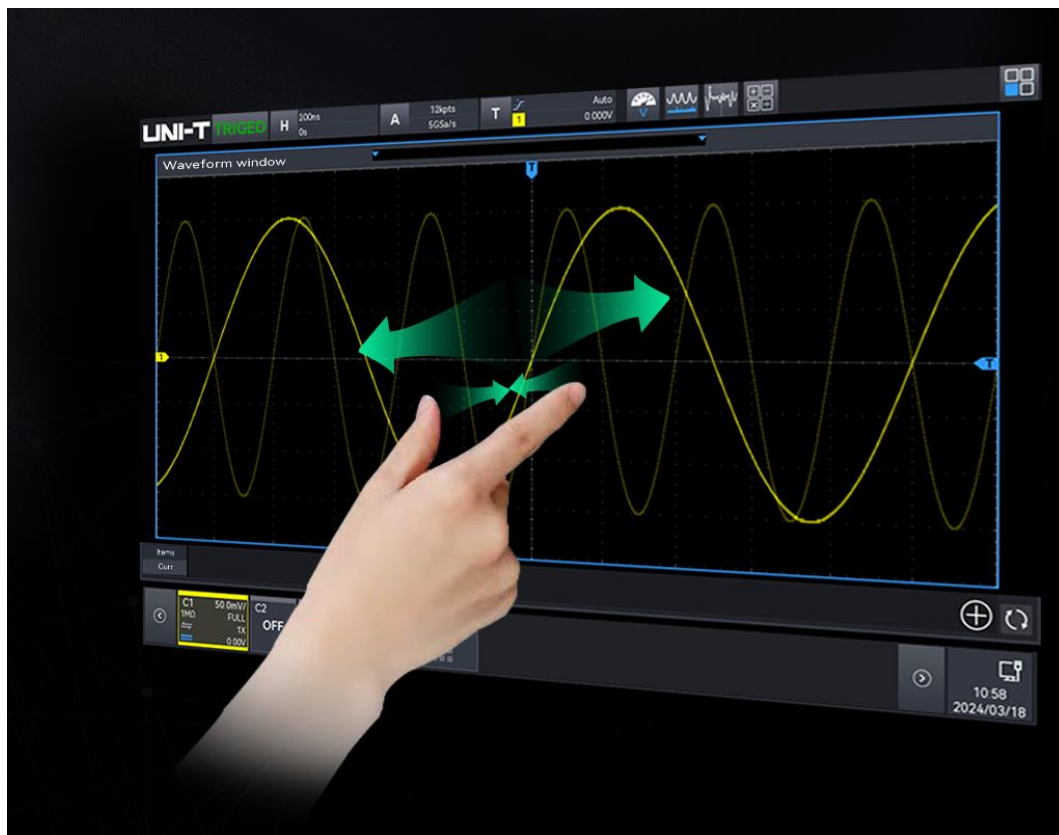 UNI-T TRIGED H 200ns 0s A 12kpts 5GSa/s T 1 Auto 0.000V
Waveform window
T
1
T
Items
Curr
C1 50.0mV/
1MΩ FULL
1X
0.00V
C2
OFF
10:58
2024/03/18